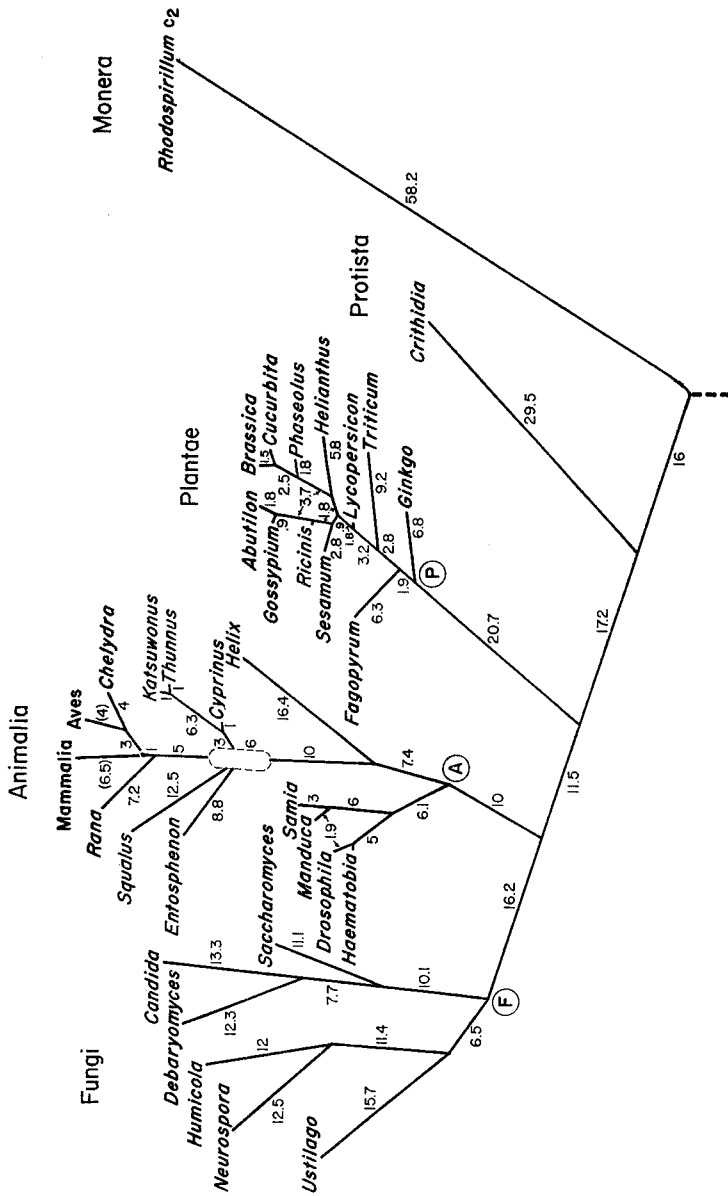 Monera
Rhodospirillum c2
58.2
Protista
Crithidia
29.5
16
17.2
Plantae
Brassica
Cucurbita
Phaseolus
Helianthus
Lycopersicon
Triticum
Ginkgo
Abutilon
Gossypium
Ricinis
Sesamum
Fagopyrum
1.5
2.5
1.8
3.7
5.8
1.8
.9
1.8
.9
2.8
1.8
3.2
9.2
2.8
6.8
1.9
6.3
P
20.7
11.5
Animalia
Mammalia
Aves
Chelydra
Rana
Katsuwonus
Thunnus
Squalus
Cyprinus
Helix
Entosphenon
(6.5)
3
(4)
4
1
7.2
5
6.3
12.5
13
1
16
8.8
10
16.4
7.4
A
Samia
Manduca
Drosophila
Haematobia
3
1.9
6
5
6.1
10
16.2
Fungi
Candida
Debaryomyces
Saccharomyces
Humicola
Neurospora
Ustilago
13.3
12.3
11.1
7.7
10.1
12
12.5
11.4
15.7
6.5
F